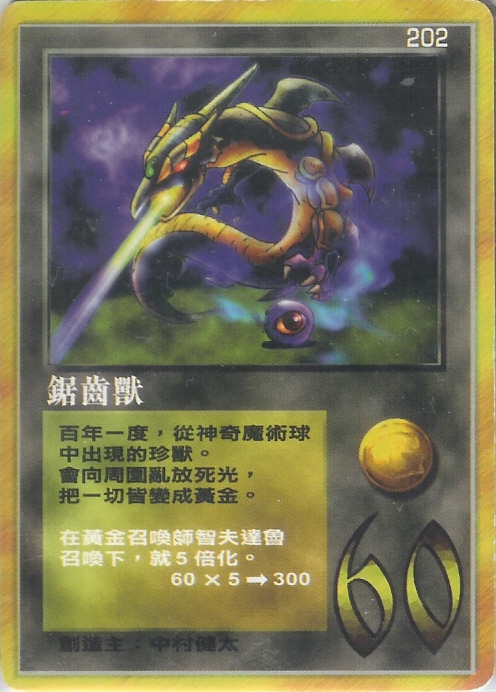 202
鋸齒獸
百年一度，從神奇魔術球
中出現的珍獸。
會向周圍亂放死光，
把一切皆變成黃金。
在黃金召喚師智夫達魯
召喚下，就5倍化。
60 × 5 ➡ 300
60
創造主：中村健太